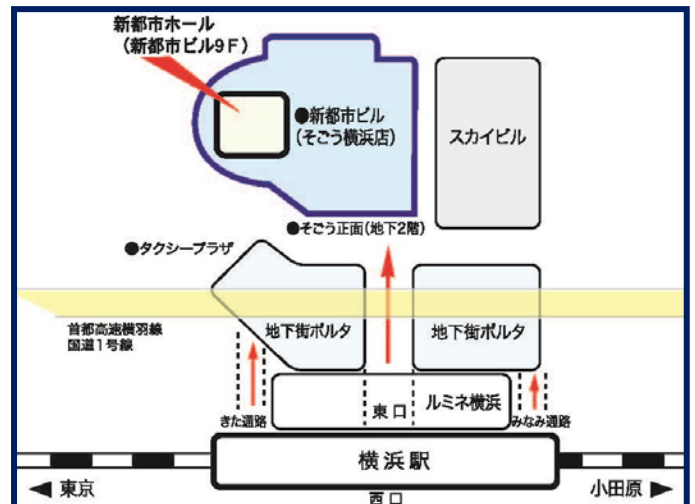 新都市ホール
(新都市ビル9F)
●新都市ビル
(そごう横浜店)
スカイビル
●そごう正面(地下2階)
●タクシープラザ
首都高速横羽線
国道1号線
地下街ポルタ
地下街ポルタ
きた通路
東口
ルミネ横浜
みなみ通路
横浜駅
◀東京
西口
小田原▶